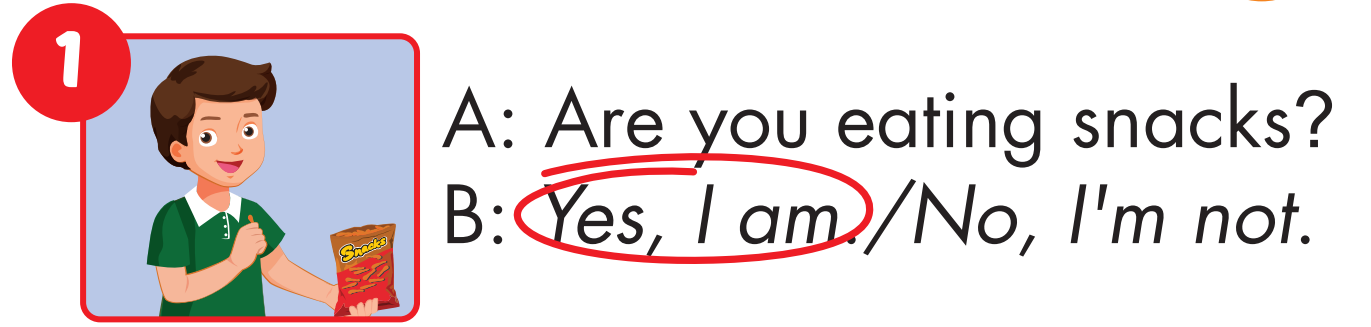 1
A: Are you eating snacks?
B: Yes, I am./No, I'm not.
Snacks